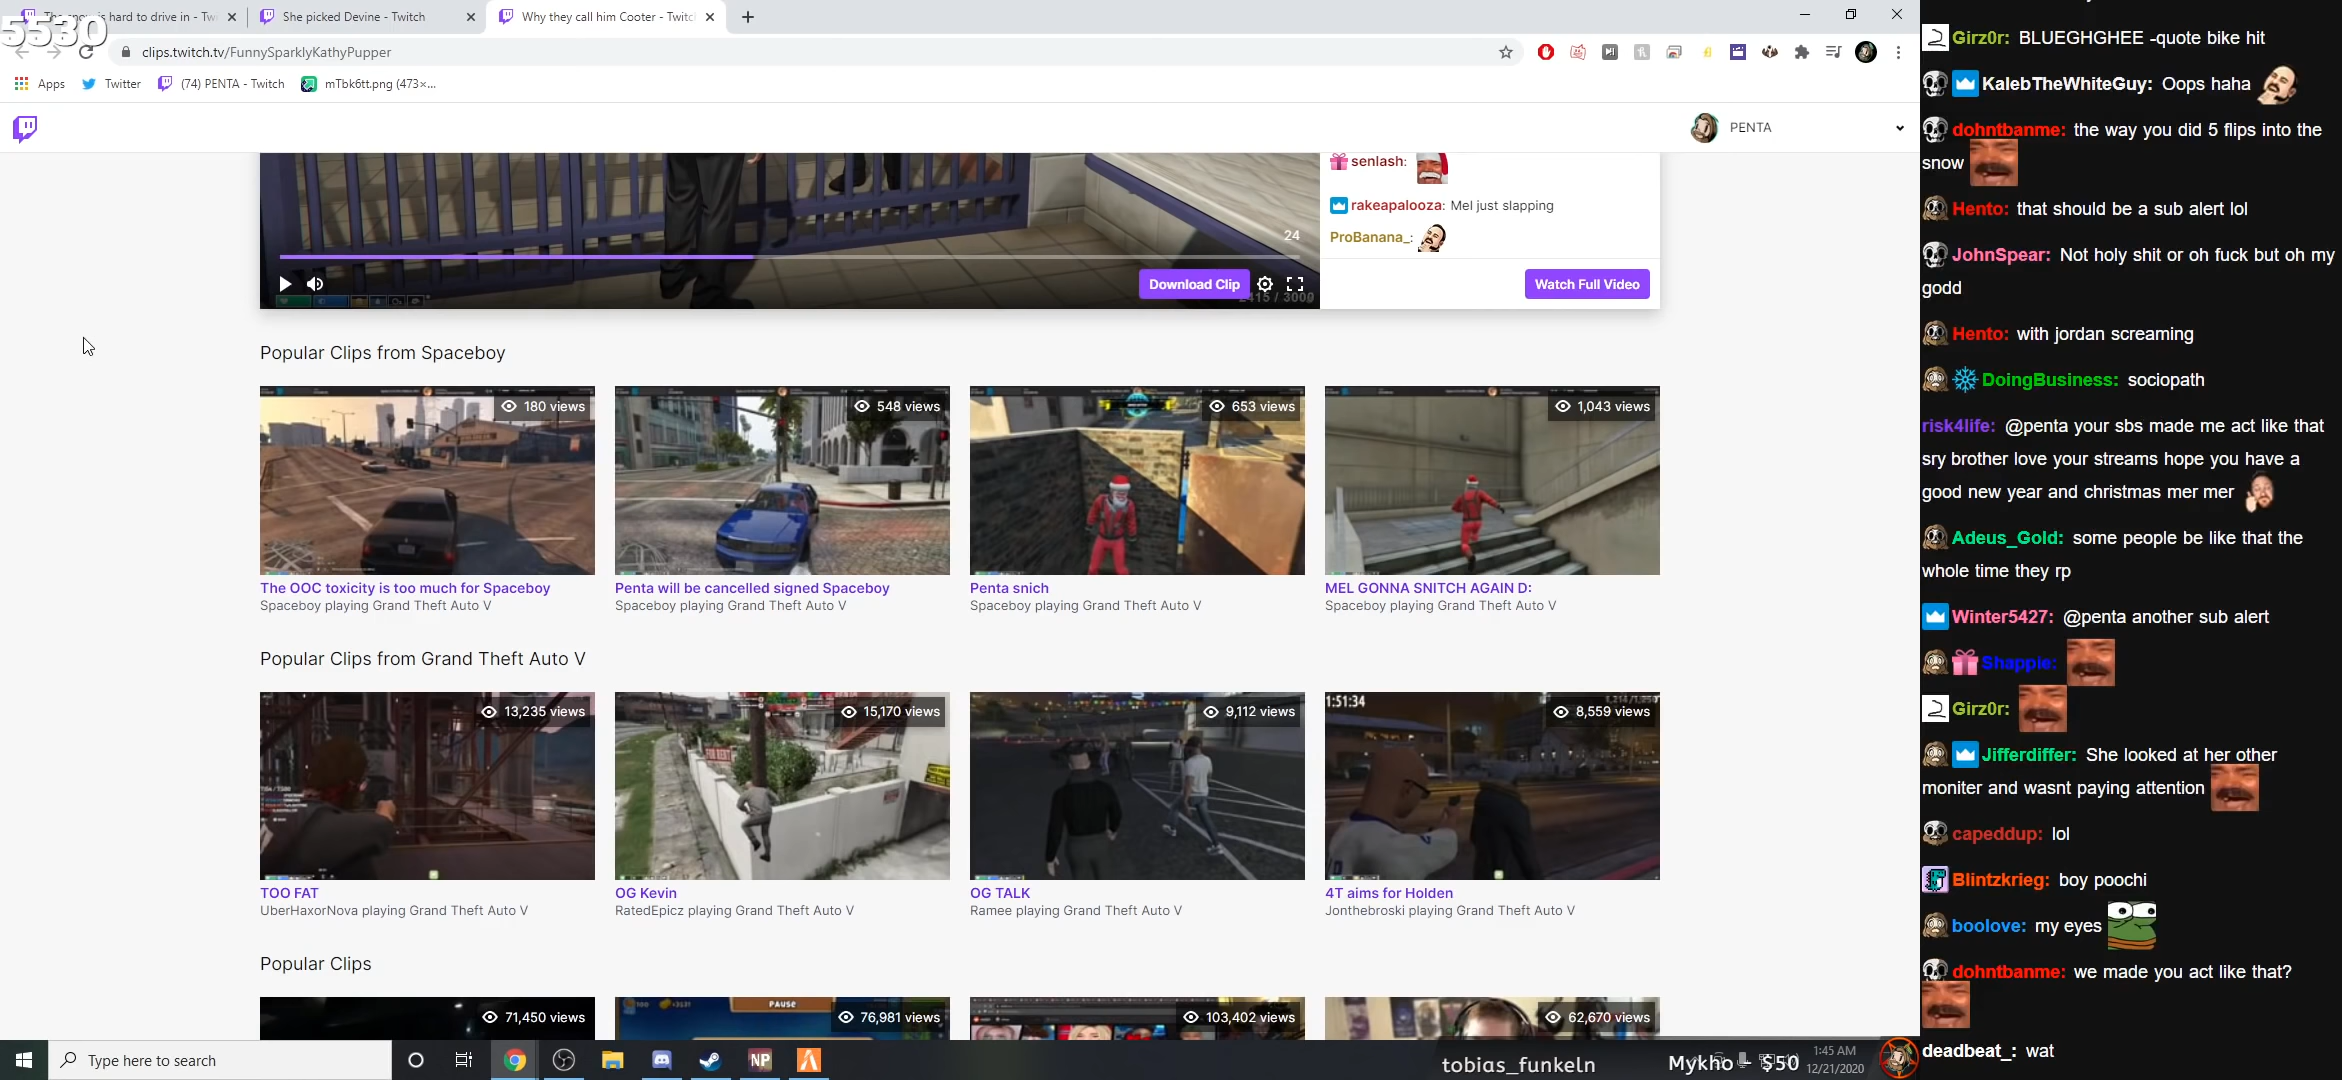 5530
The snow is hard to drive in - Tw
She picked Devine - Twitch
Why they call him Cooter - Twitc
clips.twitch.tv/FunnySparklyKathyPupper
Apps
Twitter
(74) PENTA - Twitch
mTbk6tt.png (473×...
PENTA
senlash:
rakeapalooza: Mel just slapping
24
ProBanana_:
Download Clip
Watch Full Video
2415 / 3000
Popular Clips from Spaceboy
180 views
548 views
653 views
1,043 views
The OOC toxicity is too much for Spaceboy
Spaceboy playing Grand Theft Auto V
Penta will be cancelled signed Spaceboy
Spaceboy playing Grand Theft Auto V
Penta snich
Spaceboy playing Grand Theft Auto V
MEL GONNA SNITCH AGAIN D:
Spaceboy playing Grand Theft Auto V
Popular Clips from Grand Theft Auto V
13,235 views
15,170 views
FOR RENT
9,112 views
1:51:34
8,559 views
TOO FAT
UberHaxorNova playing Grand Theft Auto V
OG Kevin
RatedEpicz playing Grand Theft Auto V
OG TALK
Ramee playing Grand Theft Auto V
4T aims for Holden
Jonthebroski playing Grand Theft Auto V
Popular Clips
71,450 views
PAUSE
76,981 views
103,402 views
62,670 views
Type here to search
NP
tobias_funkeln
Mykho - $50
1:45 AM
12/21/2020
Girz0r: BLUEGHGHEE -quote bike hit
KalebTheWhiteGuy: Oops haha
dohntbanme: the way you did 5 flips into the
snow
Hento: that should be a sub alert lol
JohnSpear: Not holy shit or oh fuck but oh my
godd
Hento: with jordan screaming
DoingBusiness: sociopath
risk4life: @penta your sbs made me act like that
sry brother love your streams hope you have a
good new year and christmas mer mer
Adeus_Gold: some people be like that the
whole time they rp
Winter5427: @penta another sub alert
Shappie:
Girz0r:
Jifferdiffer: She looked at her other
moniter and wasnt paying attention
capeddup: lol
Blintzkrieg: boy poochi
boolove: my eyes
dohntbanme: we made you act like that?
deadbeat_: wat